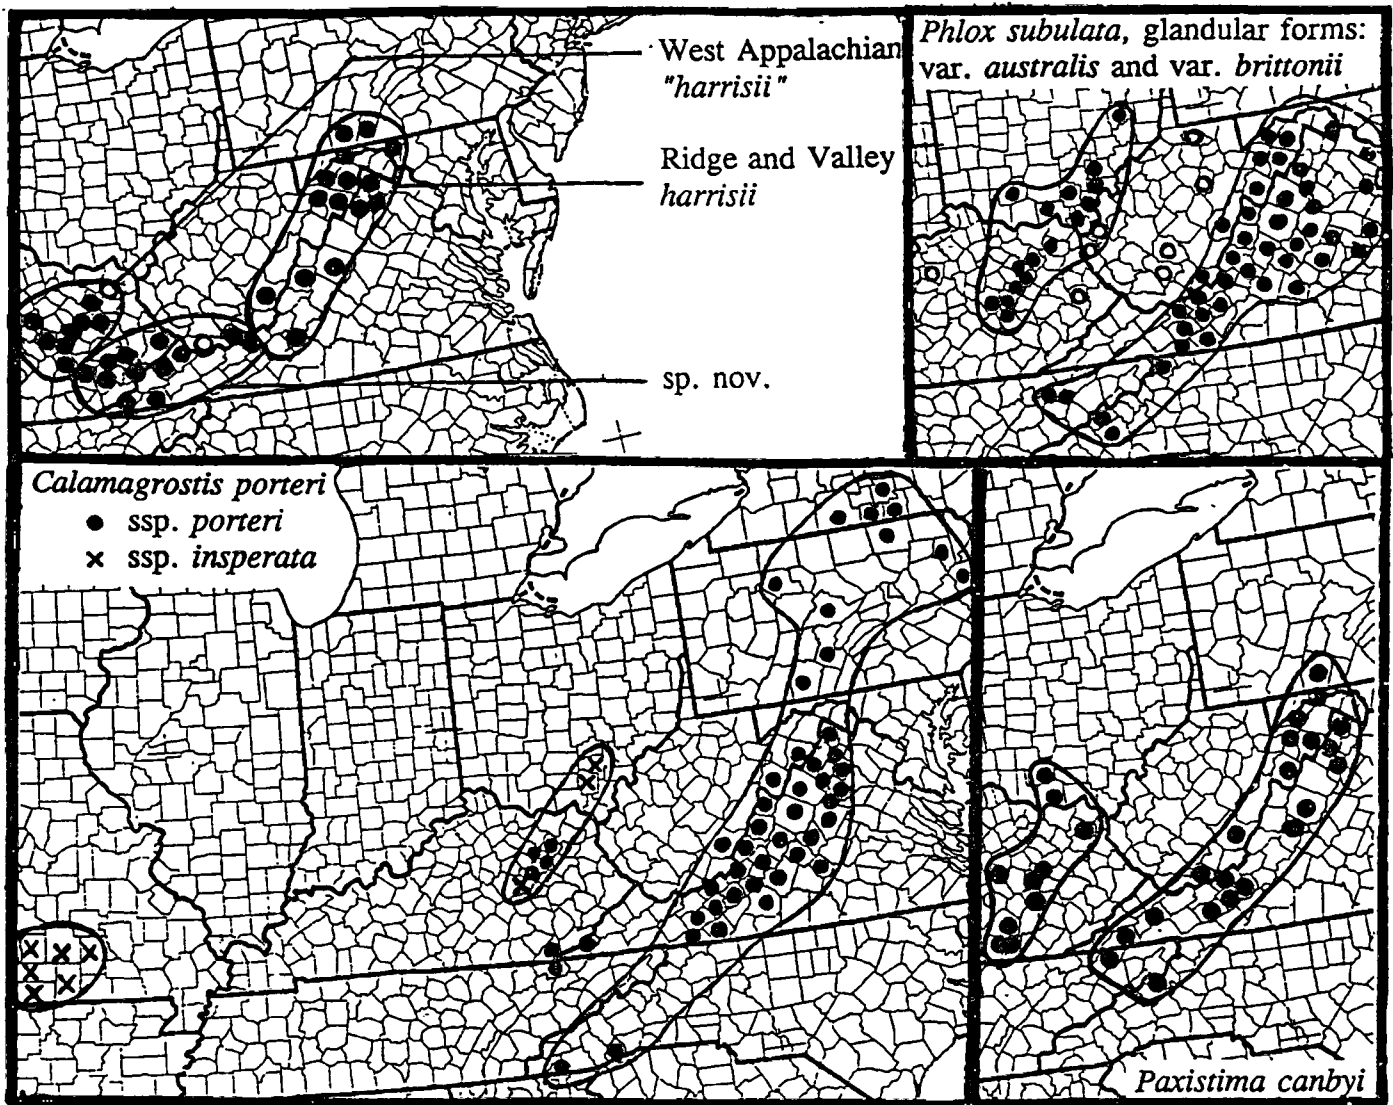 West Appalachian
"harrisii"
Ridge and Valley
harrisii
sp. nov.
Phlox subulata, glandular forms:
var. australis and var. brittonii
Calamagrostis porteri
● ssp. porteri
× ssp. insperata
Paxistima canbyi